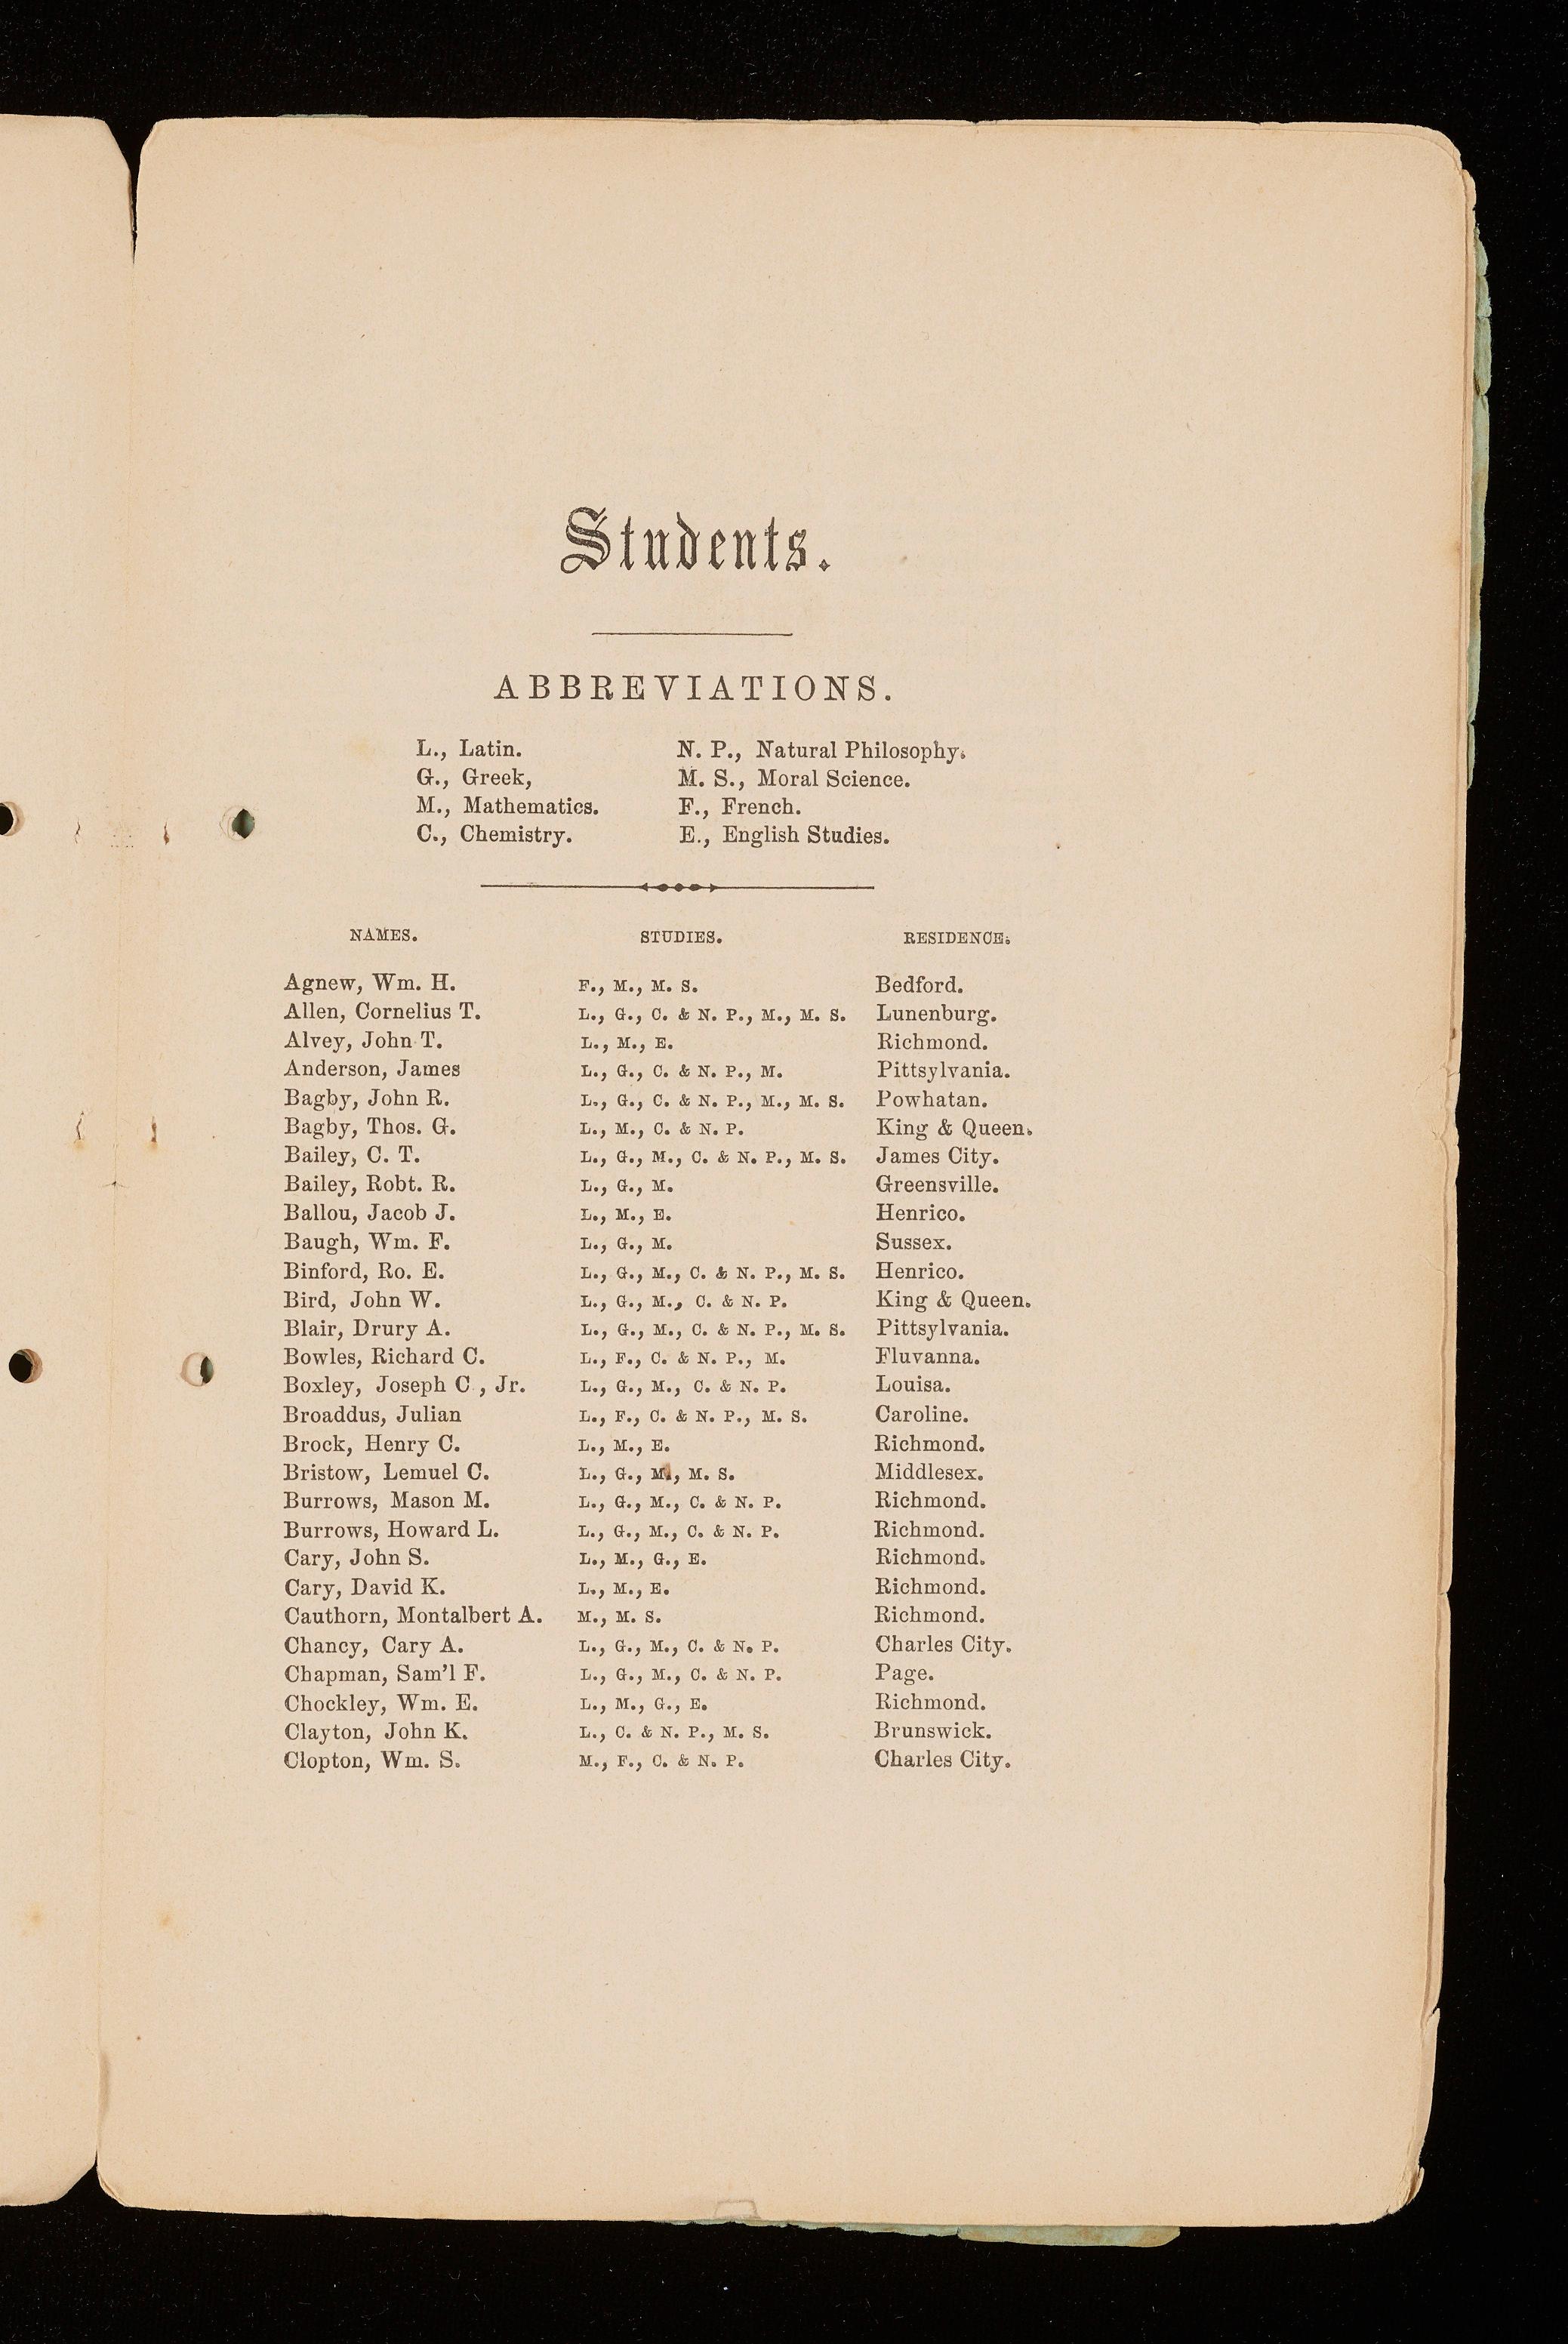 Students.
ABBREVIATIONS.
L., Latin. N. P., Natural Philosophy.
G., Greek, M. S., Moral Science.
M., Mathematics. F., French.
C., Chemistry. E., English Studies.
NAMES. STUDIES. RESIDENCE.
Agnew, Wm. H. F., M., M. S. Bedford.
Allen, Cornelius T. L., G., C. & N. P., M., M. S. Lunenburg.
Alvey, John T. L., M., E. Richmond.
Anderson, James L., G., C. & N. P., M. Pittsylvania.
Bagby, John R. L., G., C. & N. P., M., M. S. Powhatan.
Bagby, Thos. G. L., M., C. & N. P. King & Queen.
Bailey, C. T. L., G., M., C. & N. P., M. S. James City.
Bailey, Robt. R. L., G., M. Greensville.
Ballou, Jacob J. L., M., E. Henrico.
Baugh, Wm. F. L., G., M. Sussex.
Binford, Ro. E. L., G., M., C. & N. P., M. S. Henrico.
Bird, John W. L., G., M., C. & N. P. King & Queen.
Blair, Drury A. L., G., M., C. & N. P., M. S. Pittsylvania.
Bowles, Richard C. L., F., C. & N. P., M. Fluvanna.
Boxley, Joseph C , Jr. L., G., M., C. & N. P. Louisa.
Broaddus, Julian L., F., C. & N. P., M. S. Caroline.
Brock, Henry C. L., M., E. Richmond.
Bristow, Lemuel C. L., G., M., M. S. Middlesex.
Burrows, Mason M. L., G., M., C. & N. P. Richmond.
Burrows, Howard L. L., G., M., C. & N. P. Richmond.
Cary, John S. L., M., G., E. Richmond.
Cary, David K. L., M., E. Richmond.
Cauthorn, Montalbert A. M., M. S. Richmond.
Chancy, Cary A. L., G., M., C. & N. P. Charles City.
Chapman, Sam'l F. L., G., M., C. & N. P. Page.
Chockley, Wm. E. L., M., G., E. Richmond.
Clayton, John K. L., C. & N. P., M. S. Brunswick.
Clopton, Wm. S. M., F., C. & N. P. Charles City.